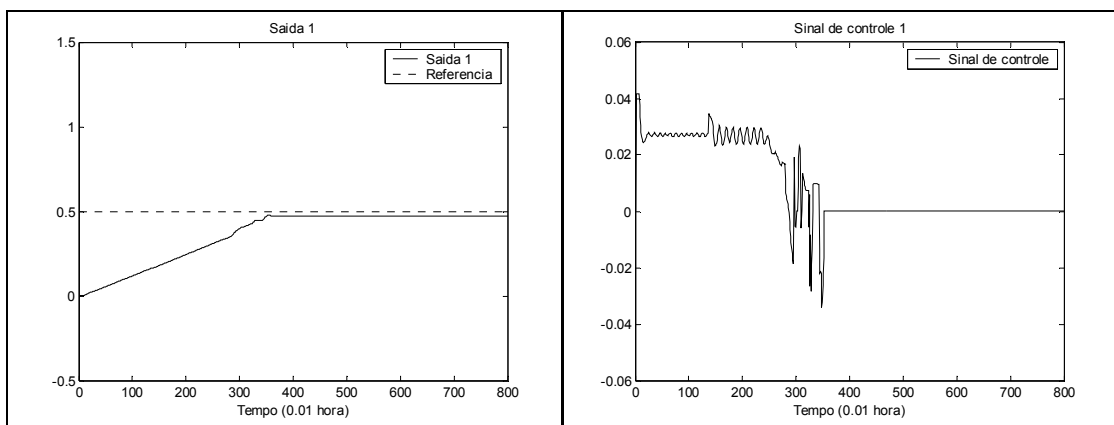 Saida 1
1.5
1
0.5
0
-0.5
Saida 1
Referencia
0 100 200 300 400 500 600 700 800
Tempo (0.01 hora)
Sinal de controle 1
0.06
0.04
0.02
0
-0.02
-0.04
-0.06
Sinal de controle
0 100 200 300 400 500 600 700 800
Tempo (0.01 hora)